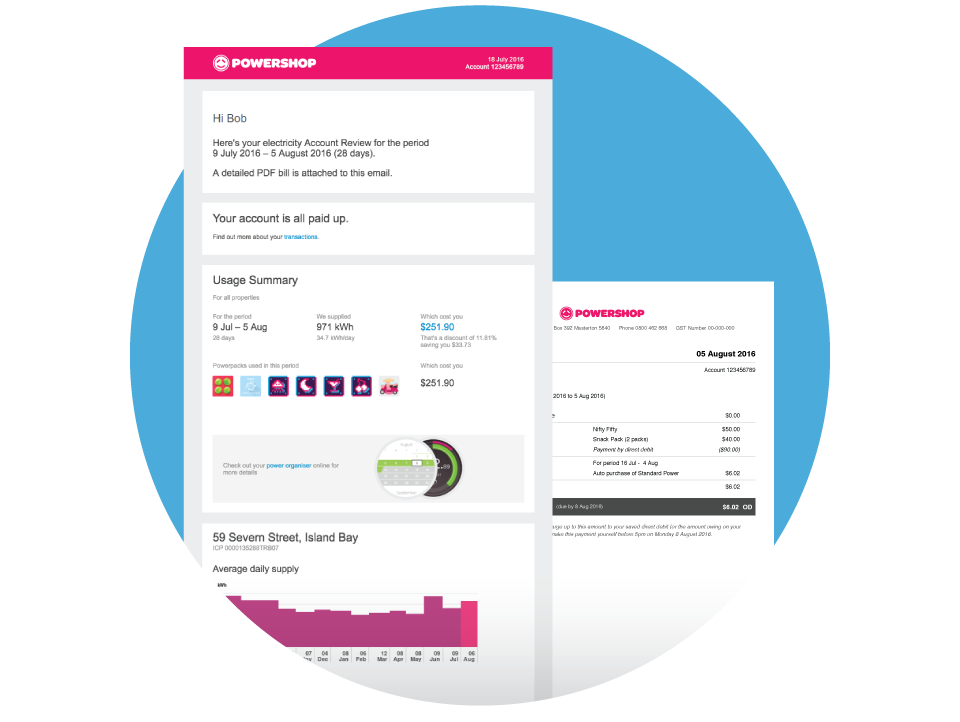 POWERSHOP
18 July 2016
Account 123456789
Hi Bob
Here's your electricity Account Review for the period
9 July 2016 – 5 August 2016 (28 days).
A detailed PDF bill is attached to this email.
Your account is all paid up.
Find out more about your transactions.
Usage Summary
For all properties
For the period
We supplied
Which cost you
9 Jul – 5 Aug
971 kWh
$251.90
28 days
34.7 kWh/day
That's a discount of 11.81%
saving you $33.73
Powerpacks used in this period
Which cost you
$251.90
Check out your power organiser online for
more details
59 Severn Street, Island Bay
ICP 0000135288TRB07
Average daily supply
kWh
07 04 08 06 12 06 08 09 09 06
Dec Jan Feb Mar Apr May Jun Jul Aug
POWERSHOP
Box 392 Masterton 5840 Phone 0800 462 668 GST Number 00-000-000
05 August 2016
Account 123456789
2016 to 5 Aug 2016)
$0.00
Nifty Fifty $50.00
Snack Pack (2 packs) $40.00
Payment by direct debit ($90.00)
For period 16 Jul - 4 Aug
Auto purchase of Standard Power $6.02
$6.02
(due by 8 Aug 2016) $6.02 OD
up to this amount to your saved direct debit (or the amount owing on your
make this payment yourself before 5pm on Monday 8 August 2016.